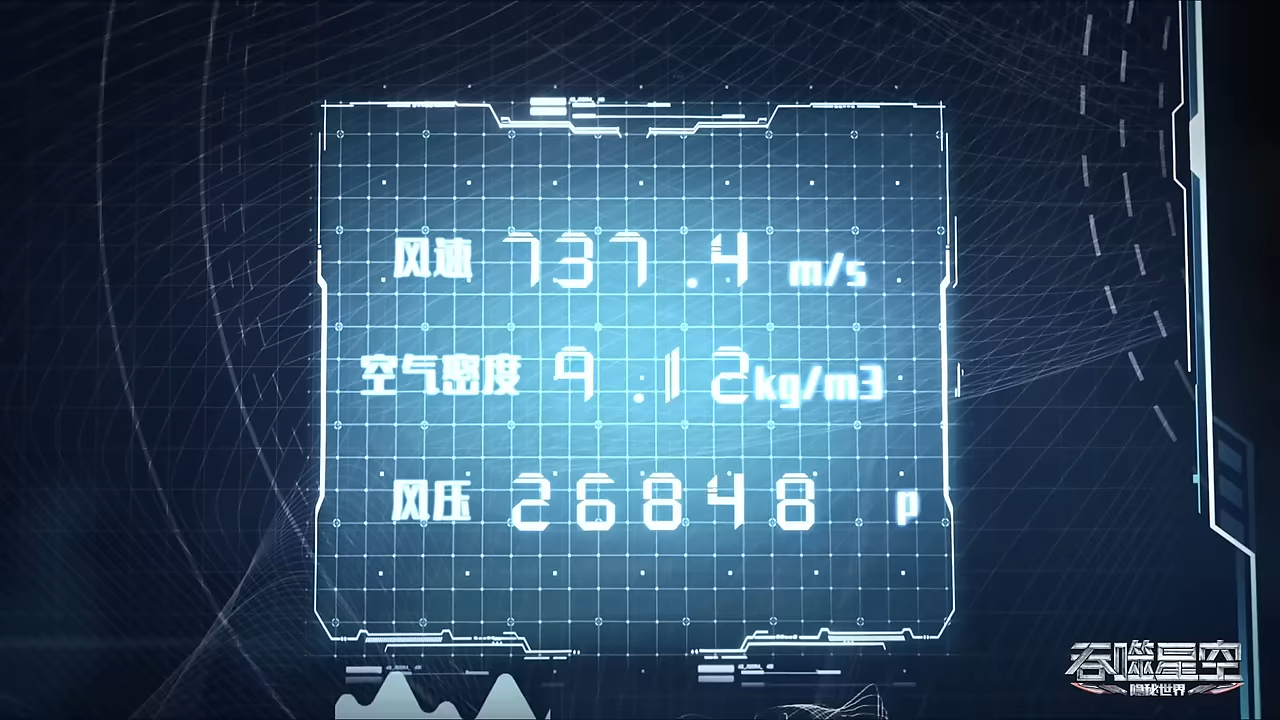 风速 737.4 m/s
空气密度 9.12kg/m3
风压 26848 p
吞噬星空
隐秘世界